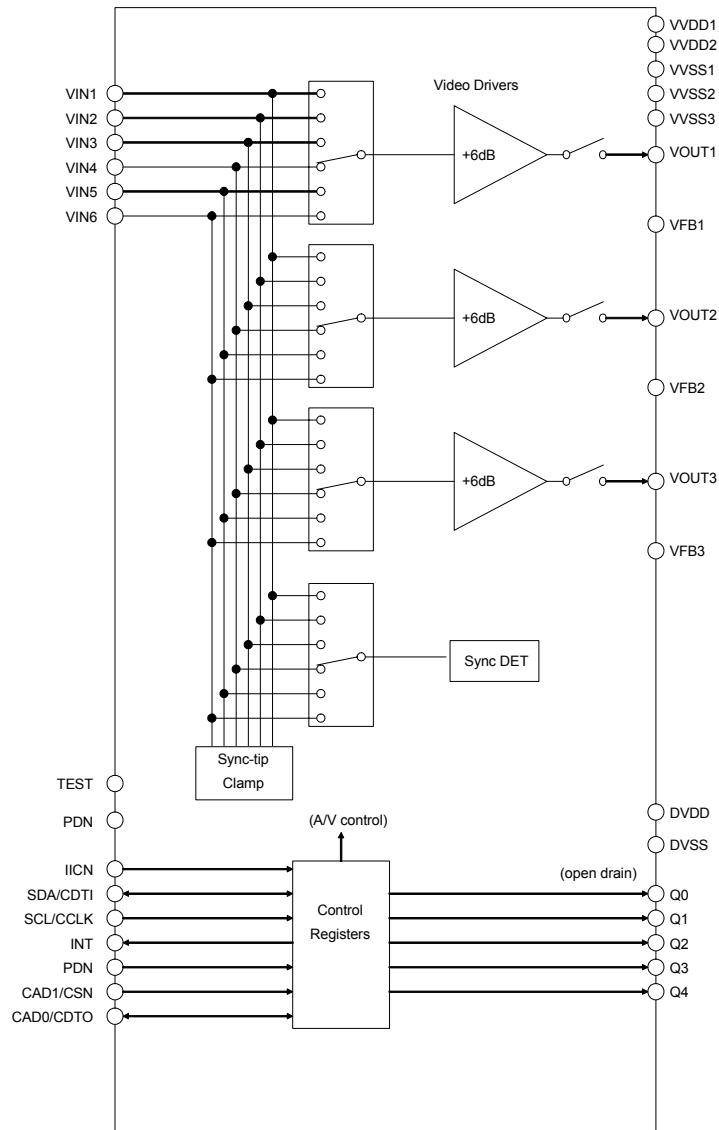 VVDD1
VVDD2
VVSS1
VVSS2
VVSS3
VIN1
VIN2
VIN3
VIN4
VIN5
VIN6
Video Drivers
+6dB
VOUT1
VFB1
+6dB
VOUT2
VFB2
+6dB
VOUT3
VFB3
Sync DET
Sync-tip
Clamp
TEST
PDN
DVDD
DVSS
(A/V control)
IICN
SDA/CDTI
SCL/CCLK
INT
PDN
CAD1/CSN
CAD0/CDTO
Control
Registers
(open drain)
Q0
Q1
Q2
Q3
Q4